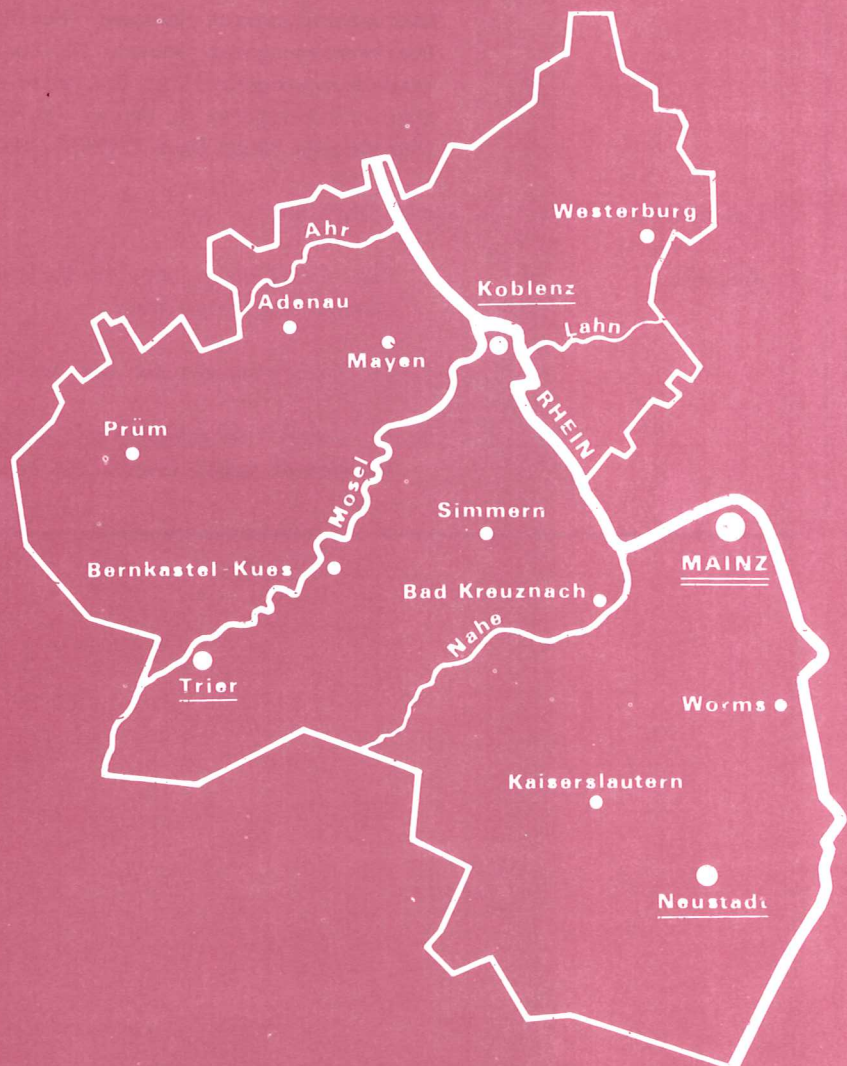 Westerburg
Ahr
Koblenz
Adenau
Lahn
Mayen
RHEIN
Prüm
Mosel
Simmern
MAINZ
Bernkastel-Kues
Bad Kreuznach
Nahe
Trier
Worms
Kaiserslautern
Neustadt